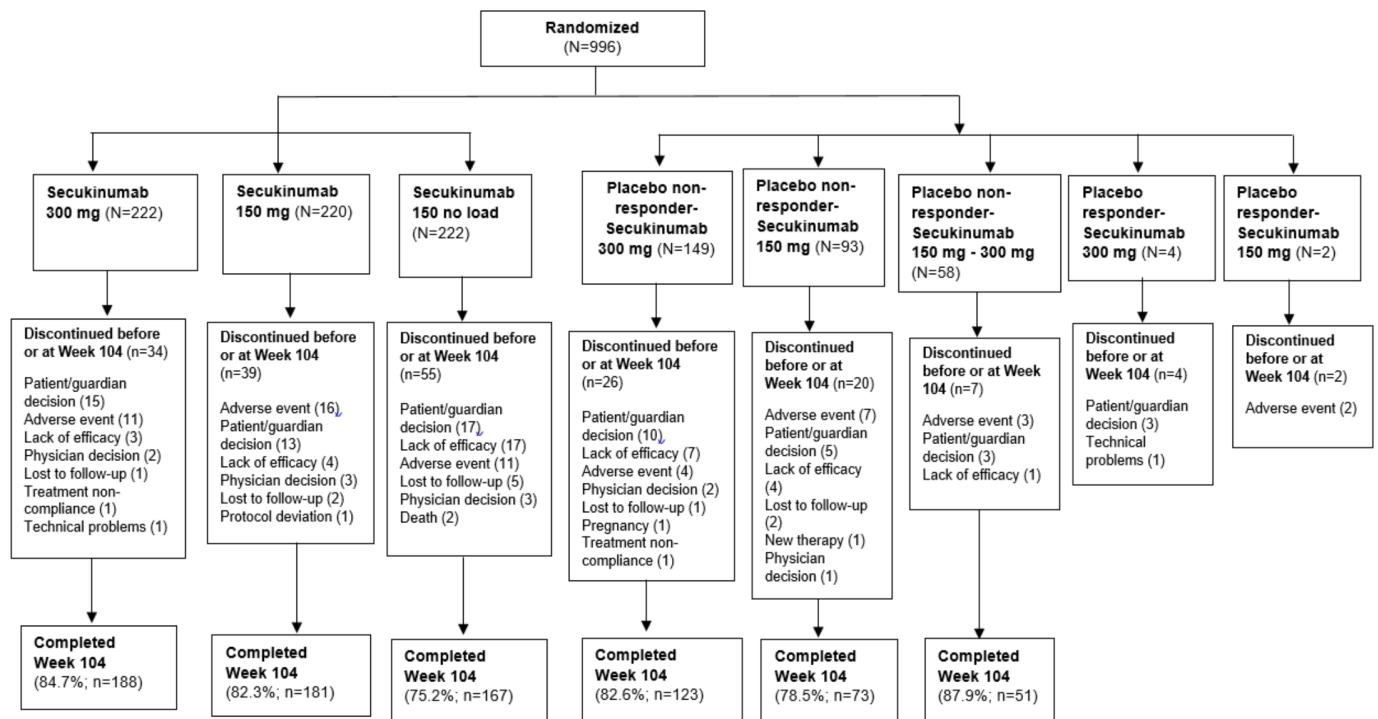 Randomized
(N=996)
Secukinumab
300 mg (N=222)
Secukinumab
150 mg (N=220)
Secukinumab
150 no load
(N=222)
Placebo non-
responder-
Secukinumab
300 mg (N=149)
Placebo non-
responder-
Secukinumab
150 mg (N=93)
Placebo non-
responder-
Secukinumab
150 mg - 300 mg
(N=58)
Placebo
responder-
Secukinumab
300 mg (N=4)
Placebo
responder-
Secukinumab
150 mg (N=2)
Discontinued before
or at Week 104 (n=34)
Patient/guardian
decision (15)
Adverse event (11)
Lack of efficacy (3)
Physician decision (2)
Lost to follow-up (1)
Treatment non-
compliance (1)
Technical problems (1)
Discontinued before
or at Week 104
(n=39)
Adverse event (16)
Patient/guardian
decision (13)
Lack of efficacy (4)
Physician decision (3)
Lost to follow-up (2)
Protocol deviation (1)
Discontinued before
or at Week 104
(n=55)
Patient/guardian
decision (17)
Lack of efficacy (17)
Adverse event (11)
Lost to follow-up (5)
Physician decision (3)
Death (2)
Discontinued before
or at Week 104
(n=26)
Patient/guardian
decision (10)
Lack of efficacy (7)
Adverse event (4)
Physician decision (2)
Lost to follow-up (1)
Pregnancy (1)
Treatment non-
compliance (1)
Discontinued
before or at
Week 104 (n=20)
Adverse event (7)
Patient/guardian
decision (5)
Lack of efficacy
(4)
Lost to follow-up
(2)
New therapy (1)
Physician
decision (1)
Discontinued
before or at Week
104 (n=7)
Adverse event (3)
Patient/guardian
decision (3)
Lack of efficacy (1)
Discontinued
before or at
Week 104 (n=4)
Patient/guardian
decision (3)
Technical
problems (1)
Discontinued
before or at
Week 104 (n=2)
Adverse event (2)
Completed
Week 104
(84.7%; n=188)
Completed
Week 104
(82.3%; n=181)
Completed
Week 104
(75.2%; n=167)
Completed
Week 104
(82.6%; n=123)
Completed
Week 104
(78.5%; n=73)
Completed
Week 104
(87.9%; n=51)